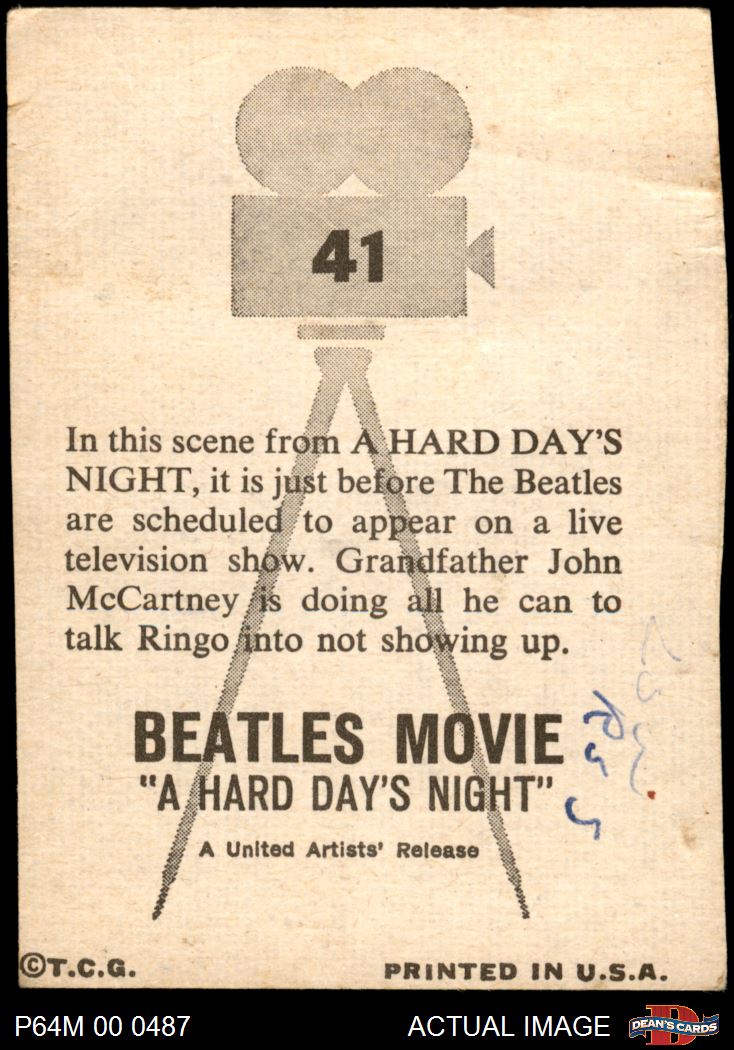 41
In this scene from A HARD DAY'S
NIGHT, it is just before The Beatles
are scheduled to appear on a live
television show. Grandfather John
McCartney is doing all he can to
talk Ringo into not showing up.
BEATLES MOVIE
"A HARD DAY'S NIGHT"
A United Artists' Release
©T.C.G.
PRINTED IN U.S.A.
P64M 00 0487
ACTUAL IMAGE
DEAN'S CARDS